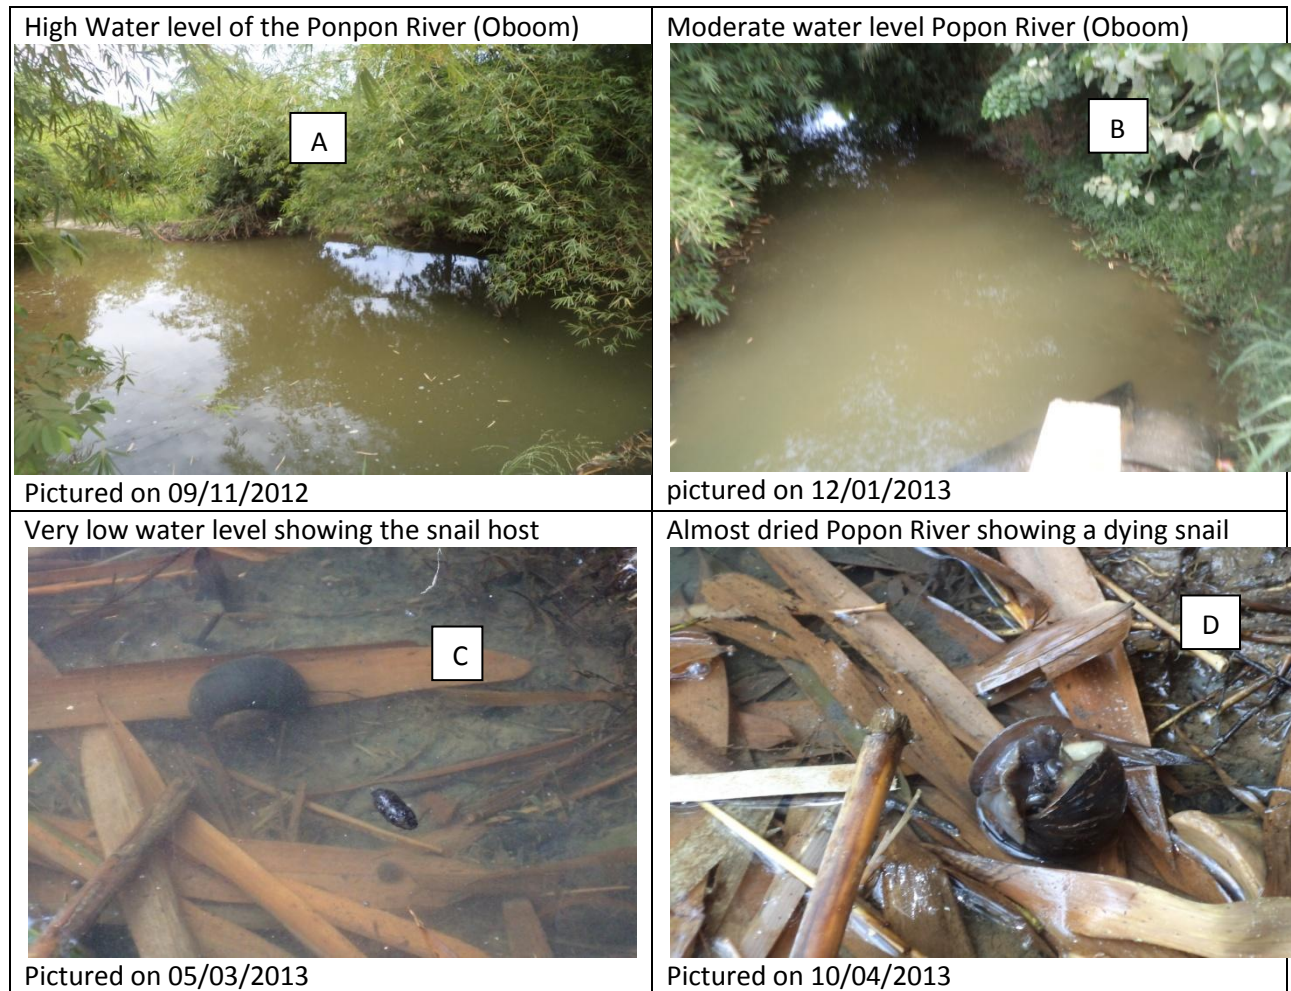 High Water level of the Ponpon River (Oboom)
A
Pictured on 09/11/2012
Moderate water level Popon River (Oboom)
B
pictured on 12/01/2013
Very low water level showing the snail host
C
Pictured on 05/03/2013
Almost dried Popon River showing a dying snail
D
Pictured on 10/04/2013